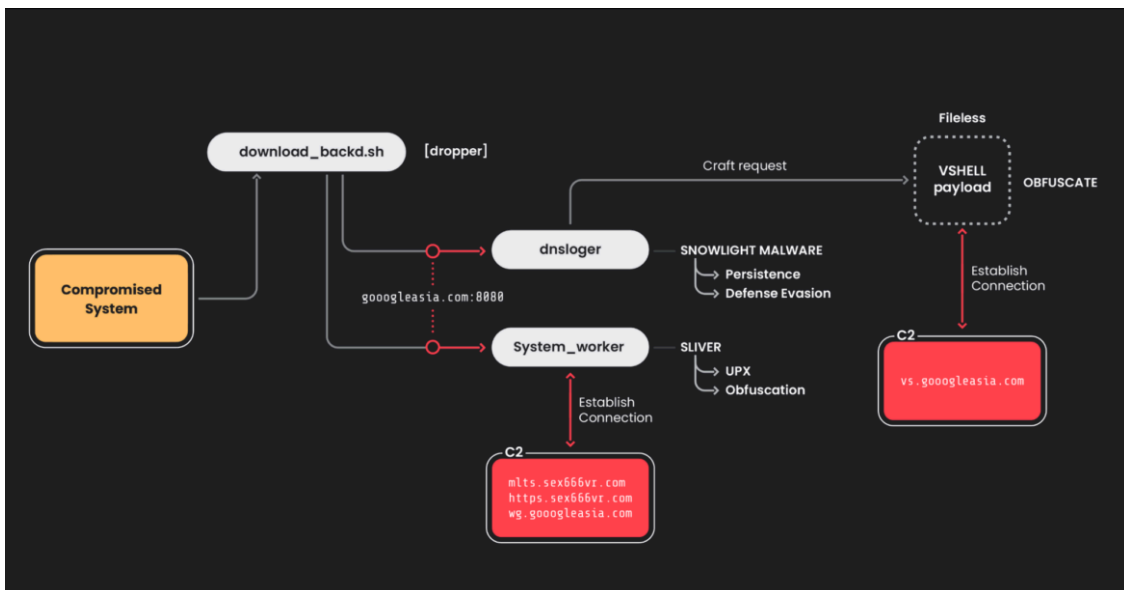 Fileless
download_backd.sh
[dropper]
Craft request
VSHELL
payload
OBFUSCATE
dnsloger
SNOWLIGHT MALWARE
Persistence
Defense Evasion
Establish
Connection
Compromised
System
gooogleasia.com:8080
System_worker
SLIVER
UPX
Obfuscation
C2
vs.gooogleasia.com
Establish
Connection
C2
mlts.sex666vr.com
https.sex666vr.com
wg.gooogleasia.com